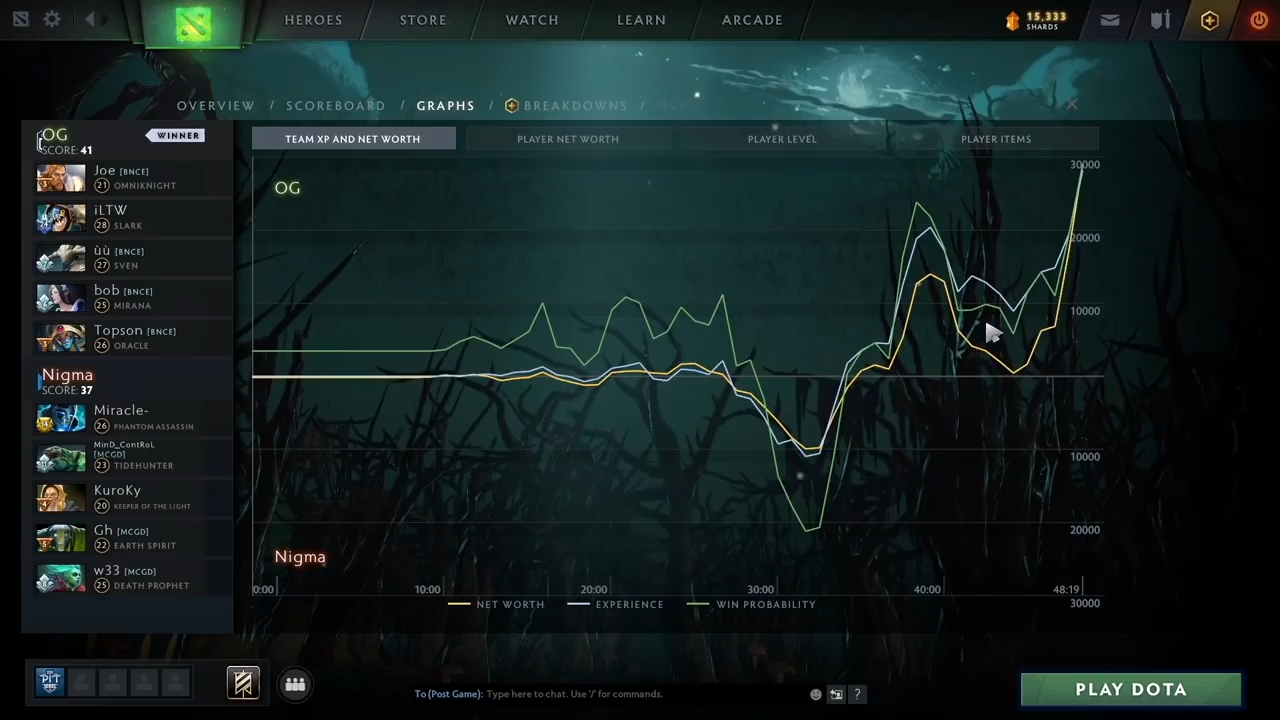 HEROES
STORE
WATCH
LEARN
ARCADE
15,333
SHARDS
OVERVIEW / SCOREBOARD / GRAPHS / BREAKDOWNS /
OG
WINNER
SCORE: 41
Joe [BNCE]
21 OMNIKNIGHT
iLTW
28 SLARK
ùù [BNCE]
27 SVEN
bob [BNCE]
25 MIRANA
Topson [BNCE]
26 ORACLE
Nigma
SCORE: 37
Miracle-
26 PHANTOM ASSASSIN
MinD_ContRoL
[MCGD]
23 TIDEHUNTER
KuroKy
20 KEEPER OF THE LIGHT
Gh [MCGD]
22 EARTH SPIRIT
w33 [MCGD]
25 DEATH PROPHET
TEAM XP AND NET WORTH
PLAYER NET WORTH
PLAYER LEVEL
PLAYER ITEMS
OG
30000
20000
10000
10000
20000
30000
Nigma
0:00
10:00
20:00
30:00
40:00
48:19
NET WORTH
EXPERIENCE
WIN PROBABILITY
To (Post Game): Type here to chat. Use '/' for commands.
?
PLAY DOTA